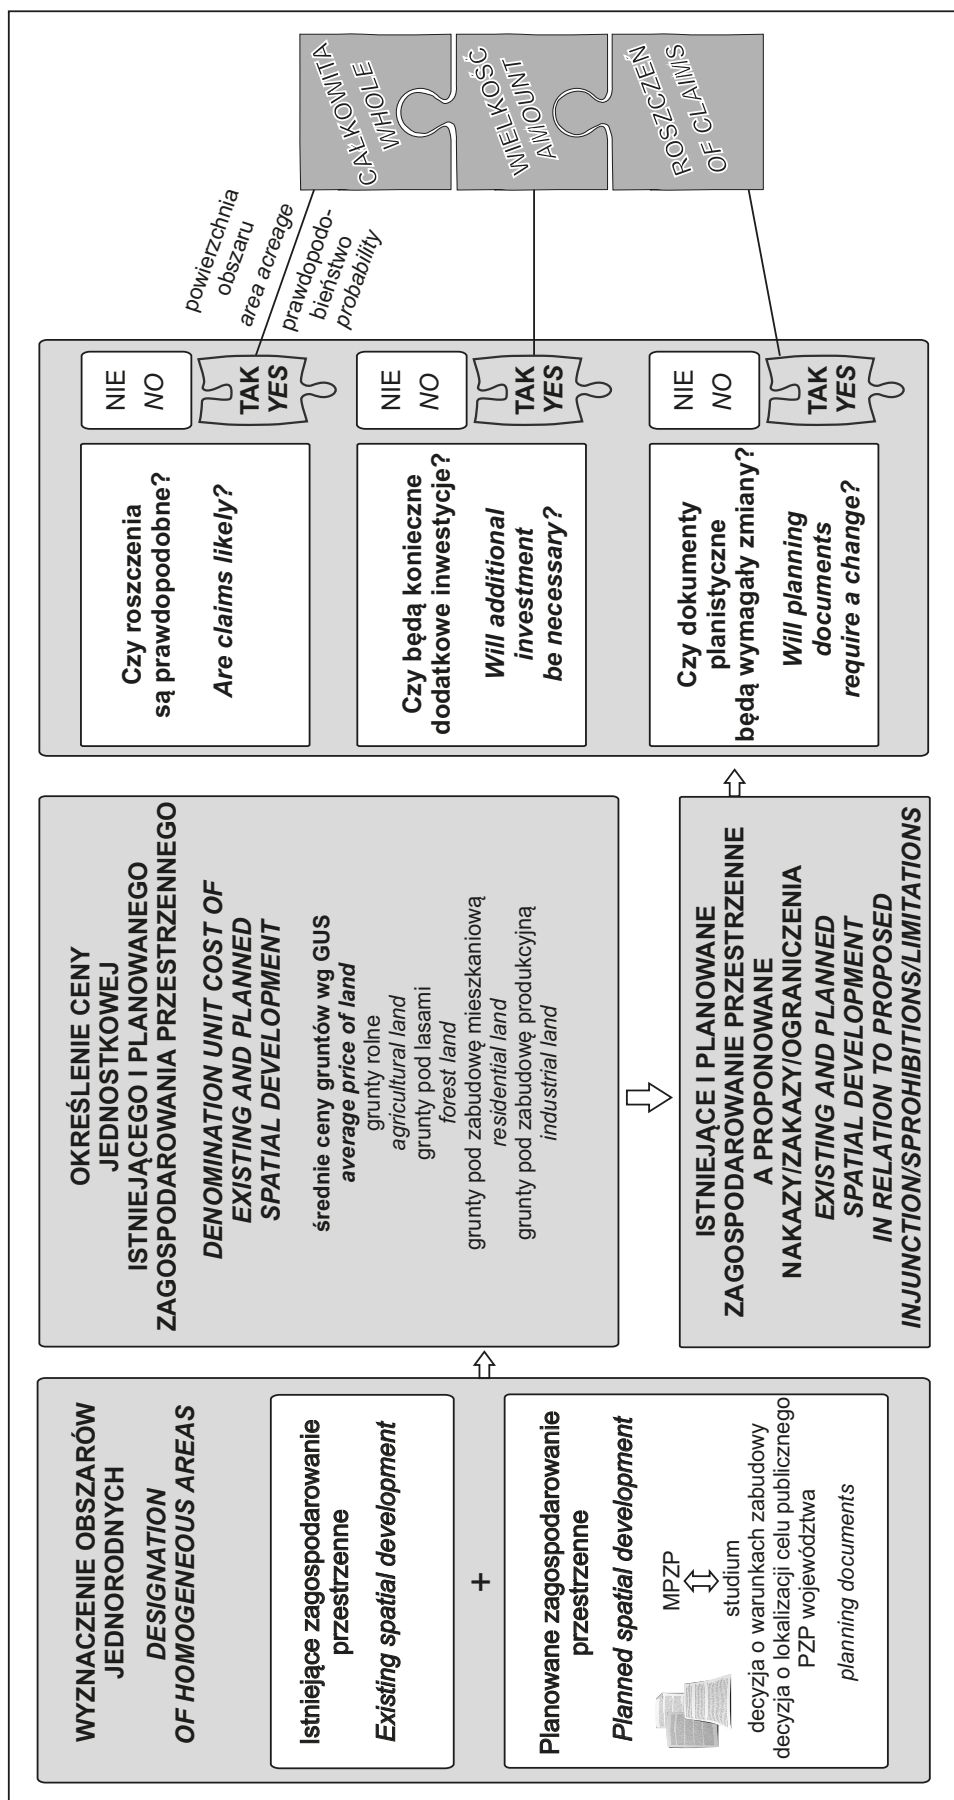 WYZNACZENIE OBSZARÓW
JEDNORODNYCH
DESIGNATION
OF HOMOGENEOUS AREAS
Istniejące zagospodarowanie
przestrzenne
Existing spatial development
+
Planowane zagospodarowanie
przestrzenne
Planned spatial development
MPZP
studium
decyzja o warunkach zabudowy
decyzja o lokalizacji celu publicznego
PZP województwa
planning documents
OKREŚLENIE CENY
JEDNOSTKOWEJ
ISTNIEJĄCEGO I PLANOWANEGO
ZAGOSPODAROWANIA PRZESTRZENNEGO
DENOMINATION UNIT COST OF
EXISTING AND PLANNED
SPATIAL DEVELOPMENT
średnie ceny gruntów wg GUS
average price of land
grunty rolne
agricultural land
grunty pod lasami
forest land
grunty pod zabudowę mieszkaniową
residential land
grunty pod zabudowę produkcyjną
industrial land
ISTNIEJĄCE I PLANOWANE
ZAGOSPODAROWANIE PRZESTRZENNE
A PROPONOWANE
NAKAZY/ZAKAZY/OGRANICZENIA
EXISTING AND PLANNED
SPATIAL DEVELOPMENT
IN RELATION TO PROPOSED
INJUNCTION/SPROHIBITIONS/LIMITATIONS
Czy roszczenia
są prawdopodobne?
Are claims likely?
NIE
NO
TAK
YES
Czy będą konieczne
dodatkowe inwestycje?
Will additional
investment
be necessary?
NIE
NO
TAK
YES
Czy dokumenty
planistyczne
będą wymagały zmiany?
Will planning
documents
require a change?
NIE
NO
TAK
YES
powierzchnia
obszaru
area acreage
prawdopodo-
bieństwo
probability
CAŁKOWITA
WHOLE
WIELKOŚĆ
AMOUNT
ROSZCZEŃ
OF CLAIMS